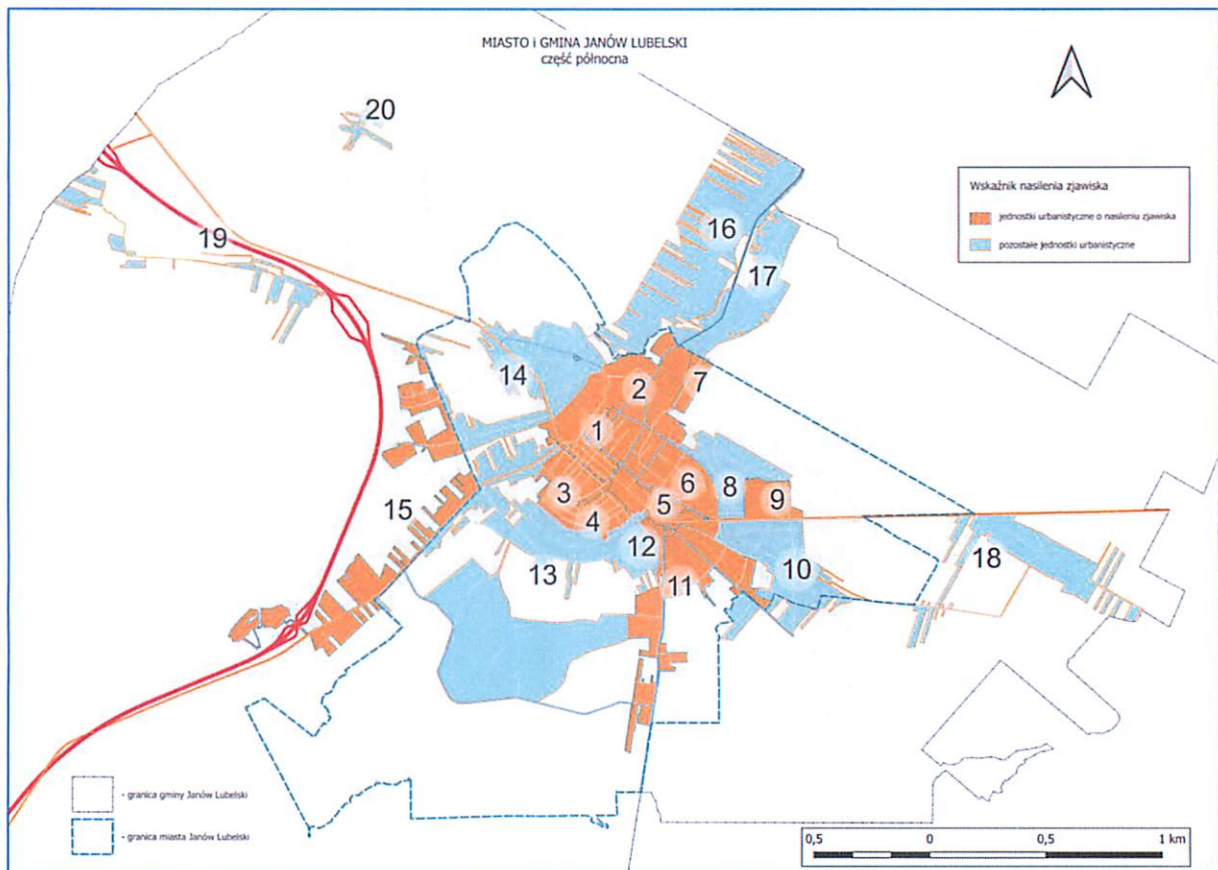 MIASTO i GMINA JANÓW LUBELSKI
część północna
20
Wskaźnik nasilenia zjawiska
jednostki urbanistyczne o nasileniu zjawiska
pozostałe jednostki urbanistyczne
16
19
17
14
2
7
1
3
6
8
9
5
15
4
12
18
13
11
10
- granica gminy Janów Lubelski
- granica miasta Janów Lubelski
0,5 0 0,5 1 km